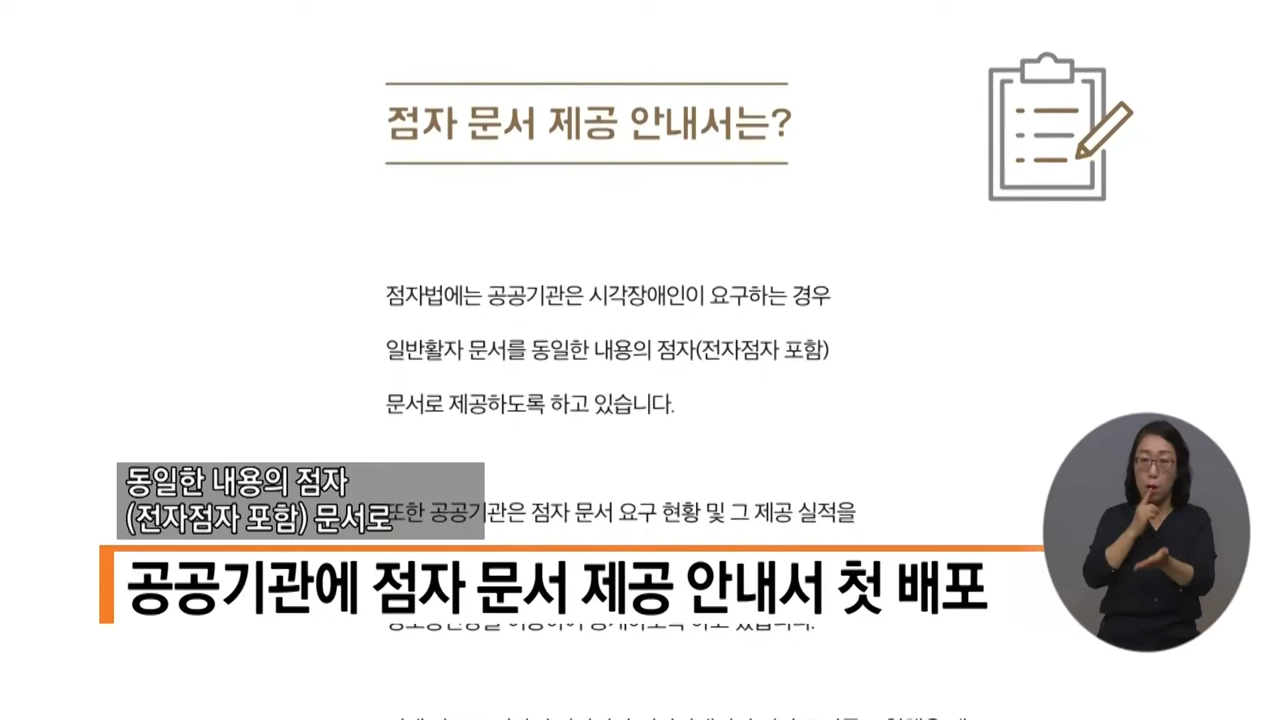 점자 문서 제공 안내서는?
점자법에는 공공기관은 시각장애인이 요구하는 경우
일반활자 문서를 동일한 내용의 점자(전자점자 포함)
문서로 제공하도록 하고 있습니다.
동일한 내용의 점자
(전자점자 포함) 문서로
또한 공공기관은 점자 문서 요구 현황 및 그 제공 실적을
공공기관에 점자 문서 제공 안내서 첫 배포